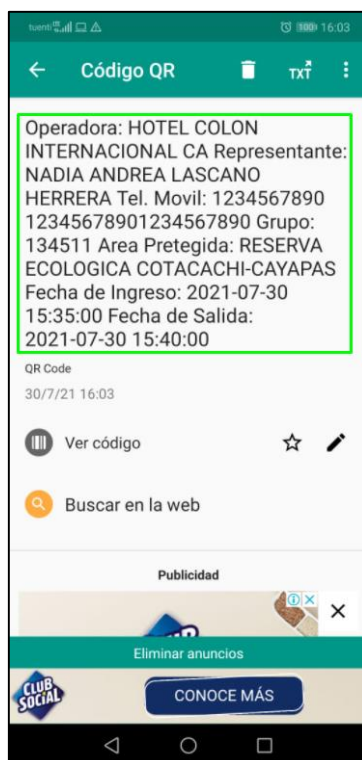 tuenti 100 16:03
Código QR TXT
Operadora: HOTEL COLON
INTERNACIONAL CA Representante:
NADIA ANDREA LASCANO
HERRERA Tel. Movil: 1234567890
12345678901234567890 Grupo:
134511 Area Pretegida: RESERVA
ECOLOGICA COTACACHI-CAYAPAS
Fecha de Ingreso: 2021-07-30
15:35:00 Fecha de Salida:
2021-07-30 15:40:00
QR Code
30/7/21 16:03
Ver código
Buscar en la web
Publicidad
Eliminar anuncios
CLUB
SOCIAL
CONOCE MÁS